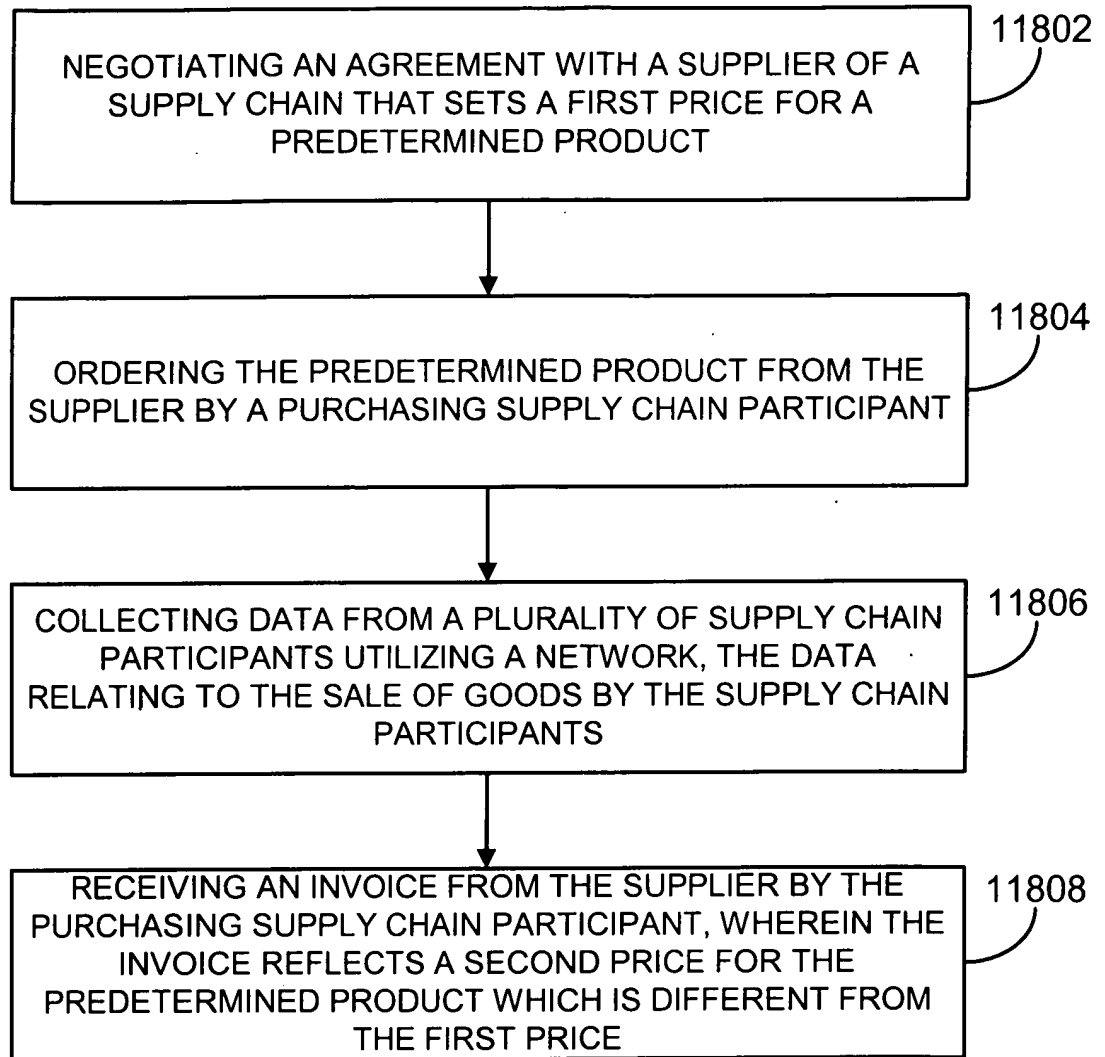 11802
NEGOTIATING AN AGREEMENT WITH A SUPPLIER OF A
SUPPLY CHAIN THAT SETS A FIRST PRICE FOR A
PREDETERMINED PRODUCT
11804
ORDERING THE PREDETERMINED PRODUCT FROM THE
SUPPLIER BY A PURCHASING SUPPLY CHAIN PARTICIPANT
11806
COLLECTING DATA FROM A PLURALITY OF SUPPLY CHAIN
PARTICIPANTS UTILIZING A NETWORK, THE DATA
RELATING TO THE SALE OF GOODS BY THE SUPPLY CHAIN
PARTICIPANTS
11808
RECEIVING AN INVOICE FROM THE SUPPLIER BY THE
PURCHASING SUPPLY CHAIN PARTICIPANT, WHEREIN THE
INVOICE REFLECTS A SECOND PRICE FOR THE
PREDETERMINED PRODUCT WHICH IS DIFFERENT FROM
THE FIRST PRICE